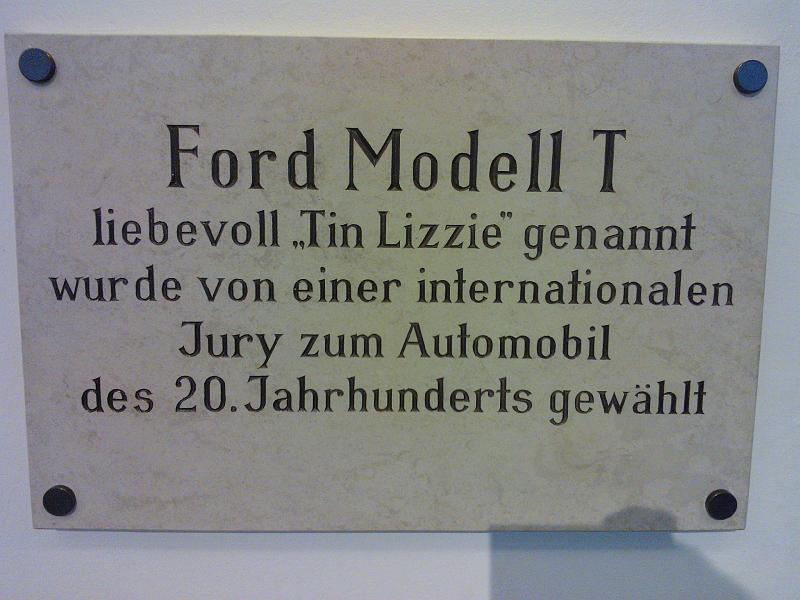 Ford Modell T
liebevoll „Tin Lizzie" genannt
wurde von einer internationalen
Jury zum Automobil
des 20. Jahrhunderts gewählt